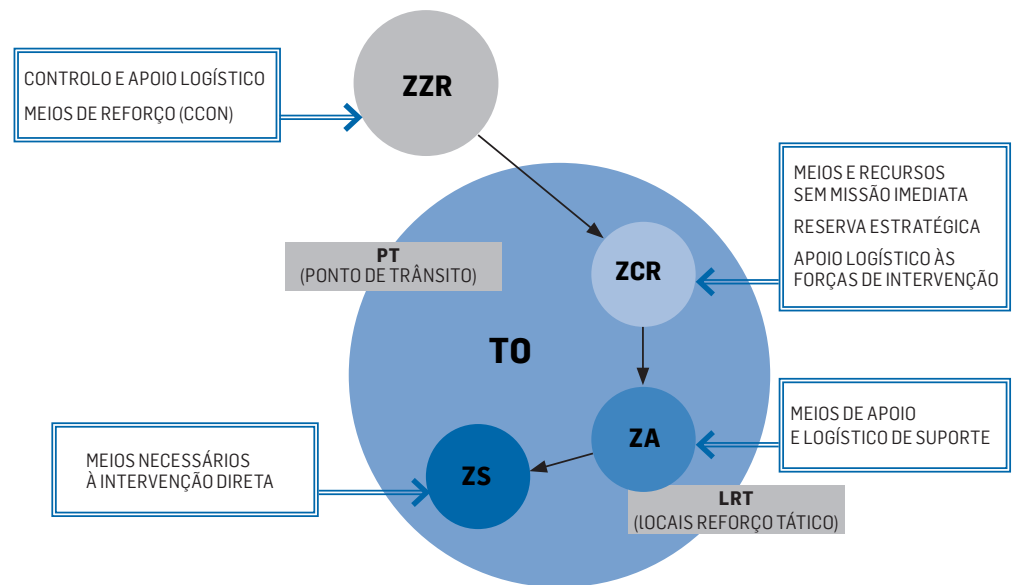 CONTROLO E APOIO LOGÍSTICO
MEIOS DE REFORÇO (CCON)
ZZR
PT
(PONTO DE TRÂNSITO)
ZCR
MEIOS E RECURSOS
SEM MISSÃO IMEDIATA
RESERVA ESTRATÉGICA
APOIO LOGÍSTICO ÀS
FORÇAS DE INTERVENÇÃO
TO
ZA
MEIOS DE APOIO
E LOGÍSTICO DE SUPORTE
MEIOS NECESSÁRIOS
À INTERVENÇÃO DIRETA
ZS
LRT
(lOCAIS REFORÇO TÁTICO)